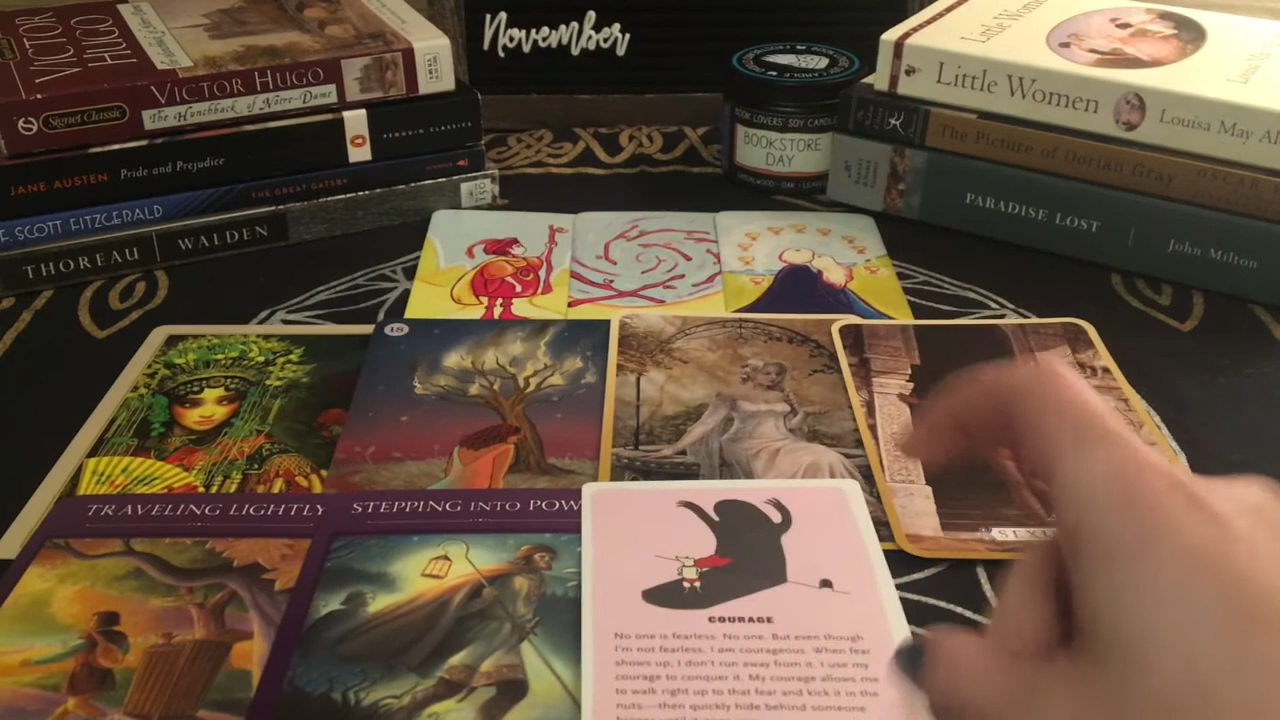 VICTOR
HUGO
VICTOR HUGO
Signet Classic
The Hunchback of Notre-Dame
JANE AUSTEN Pride and Prejudice
PENGUIN CLASSICS
F. SCOTT FITZGERALD THE GREAT GATSBY
THOREAU | WALDEN
150
November
BOOK LOVERS' SOY CANDLE
BOOKSTORE
DAY
Little Women
Little Women Louisa May Al
The Picture of Dorian Gray OSCAR
PARADISE LOST | John Milton
18
TRAVELING LIGHTLY
STEPPING INTO POW
COURAGE
No one is fearless. No one. But even though
I'm not fearless, I am courageous. When fear
shows up, I don't run away from it. I use my
courage to conquer it. My courage allows me
to walk right up to that fear and kick it in the
nuts—then quickly hide behind someone